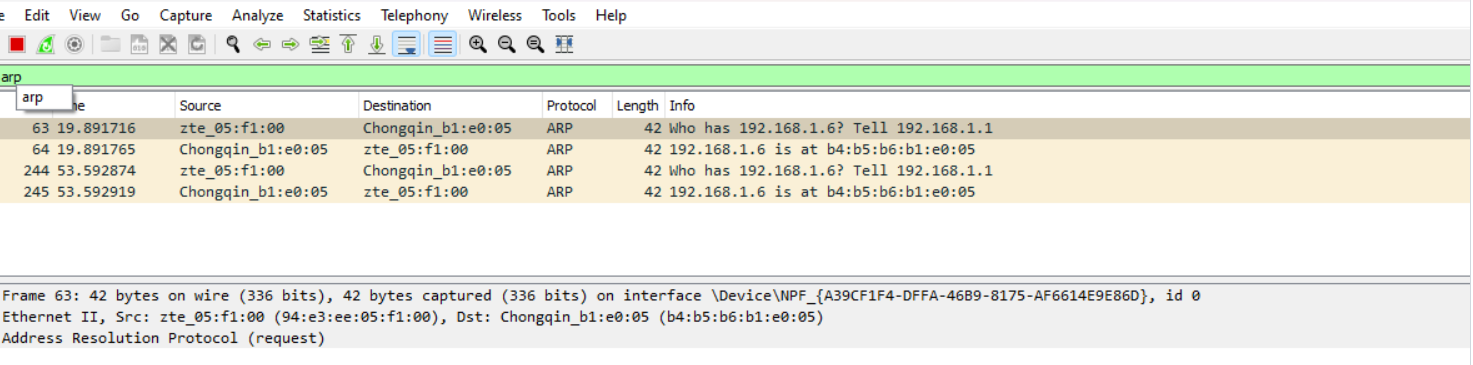 e Edit View Go Capture Analyze Statistics Telephony Wireless Tools Help
arp
arp
ne Source Destination Protocol Length Info
63 19.891716 zte_05:f1:00 Chongqin_b1:e0:05 ARP 42 Who has 192.168.1.6? Tell 192.168.1.1
64 19.891765 Chongqin_b1:e0:05 zte_05:f1:00 ARP 42 192.168.1.6 is at b4:b5:b6:b1:e0:05
244 53.592874 zte_05:f1:00 Chongqin_b1:e0:05 ARP 42 Who has 192.168.1.6? Tell 192.168.1.1
245 53.592919 Chongqin_b1:e0:05 zte_05:f1:00 ARP 42 192.168.1.6 is at b4:b5:b6:b1:e0:05
Frame 63: 42 bytes on wire (336 bits), 42 bytes captured (336 bits) on interface \Device\NPF_{A39CF1F4-DFFA-46B9-8175-AF6614E9E86D}, id 0
Ethernet II, Src: zte_05:f1:00 (94:e3:ee:05:f1:00), Dst: Chongqin_b1:e0:05 (b4:b5:b6:b1:e0:05)
Address Resolution Protocol (request)